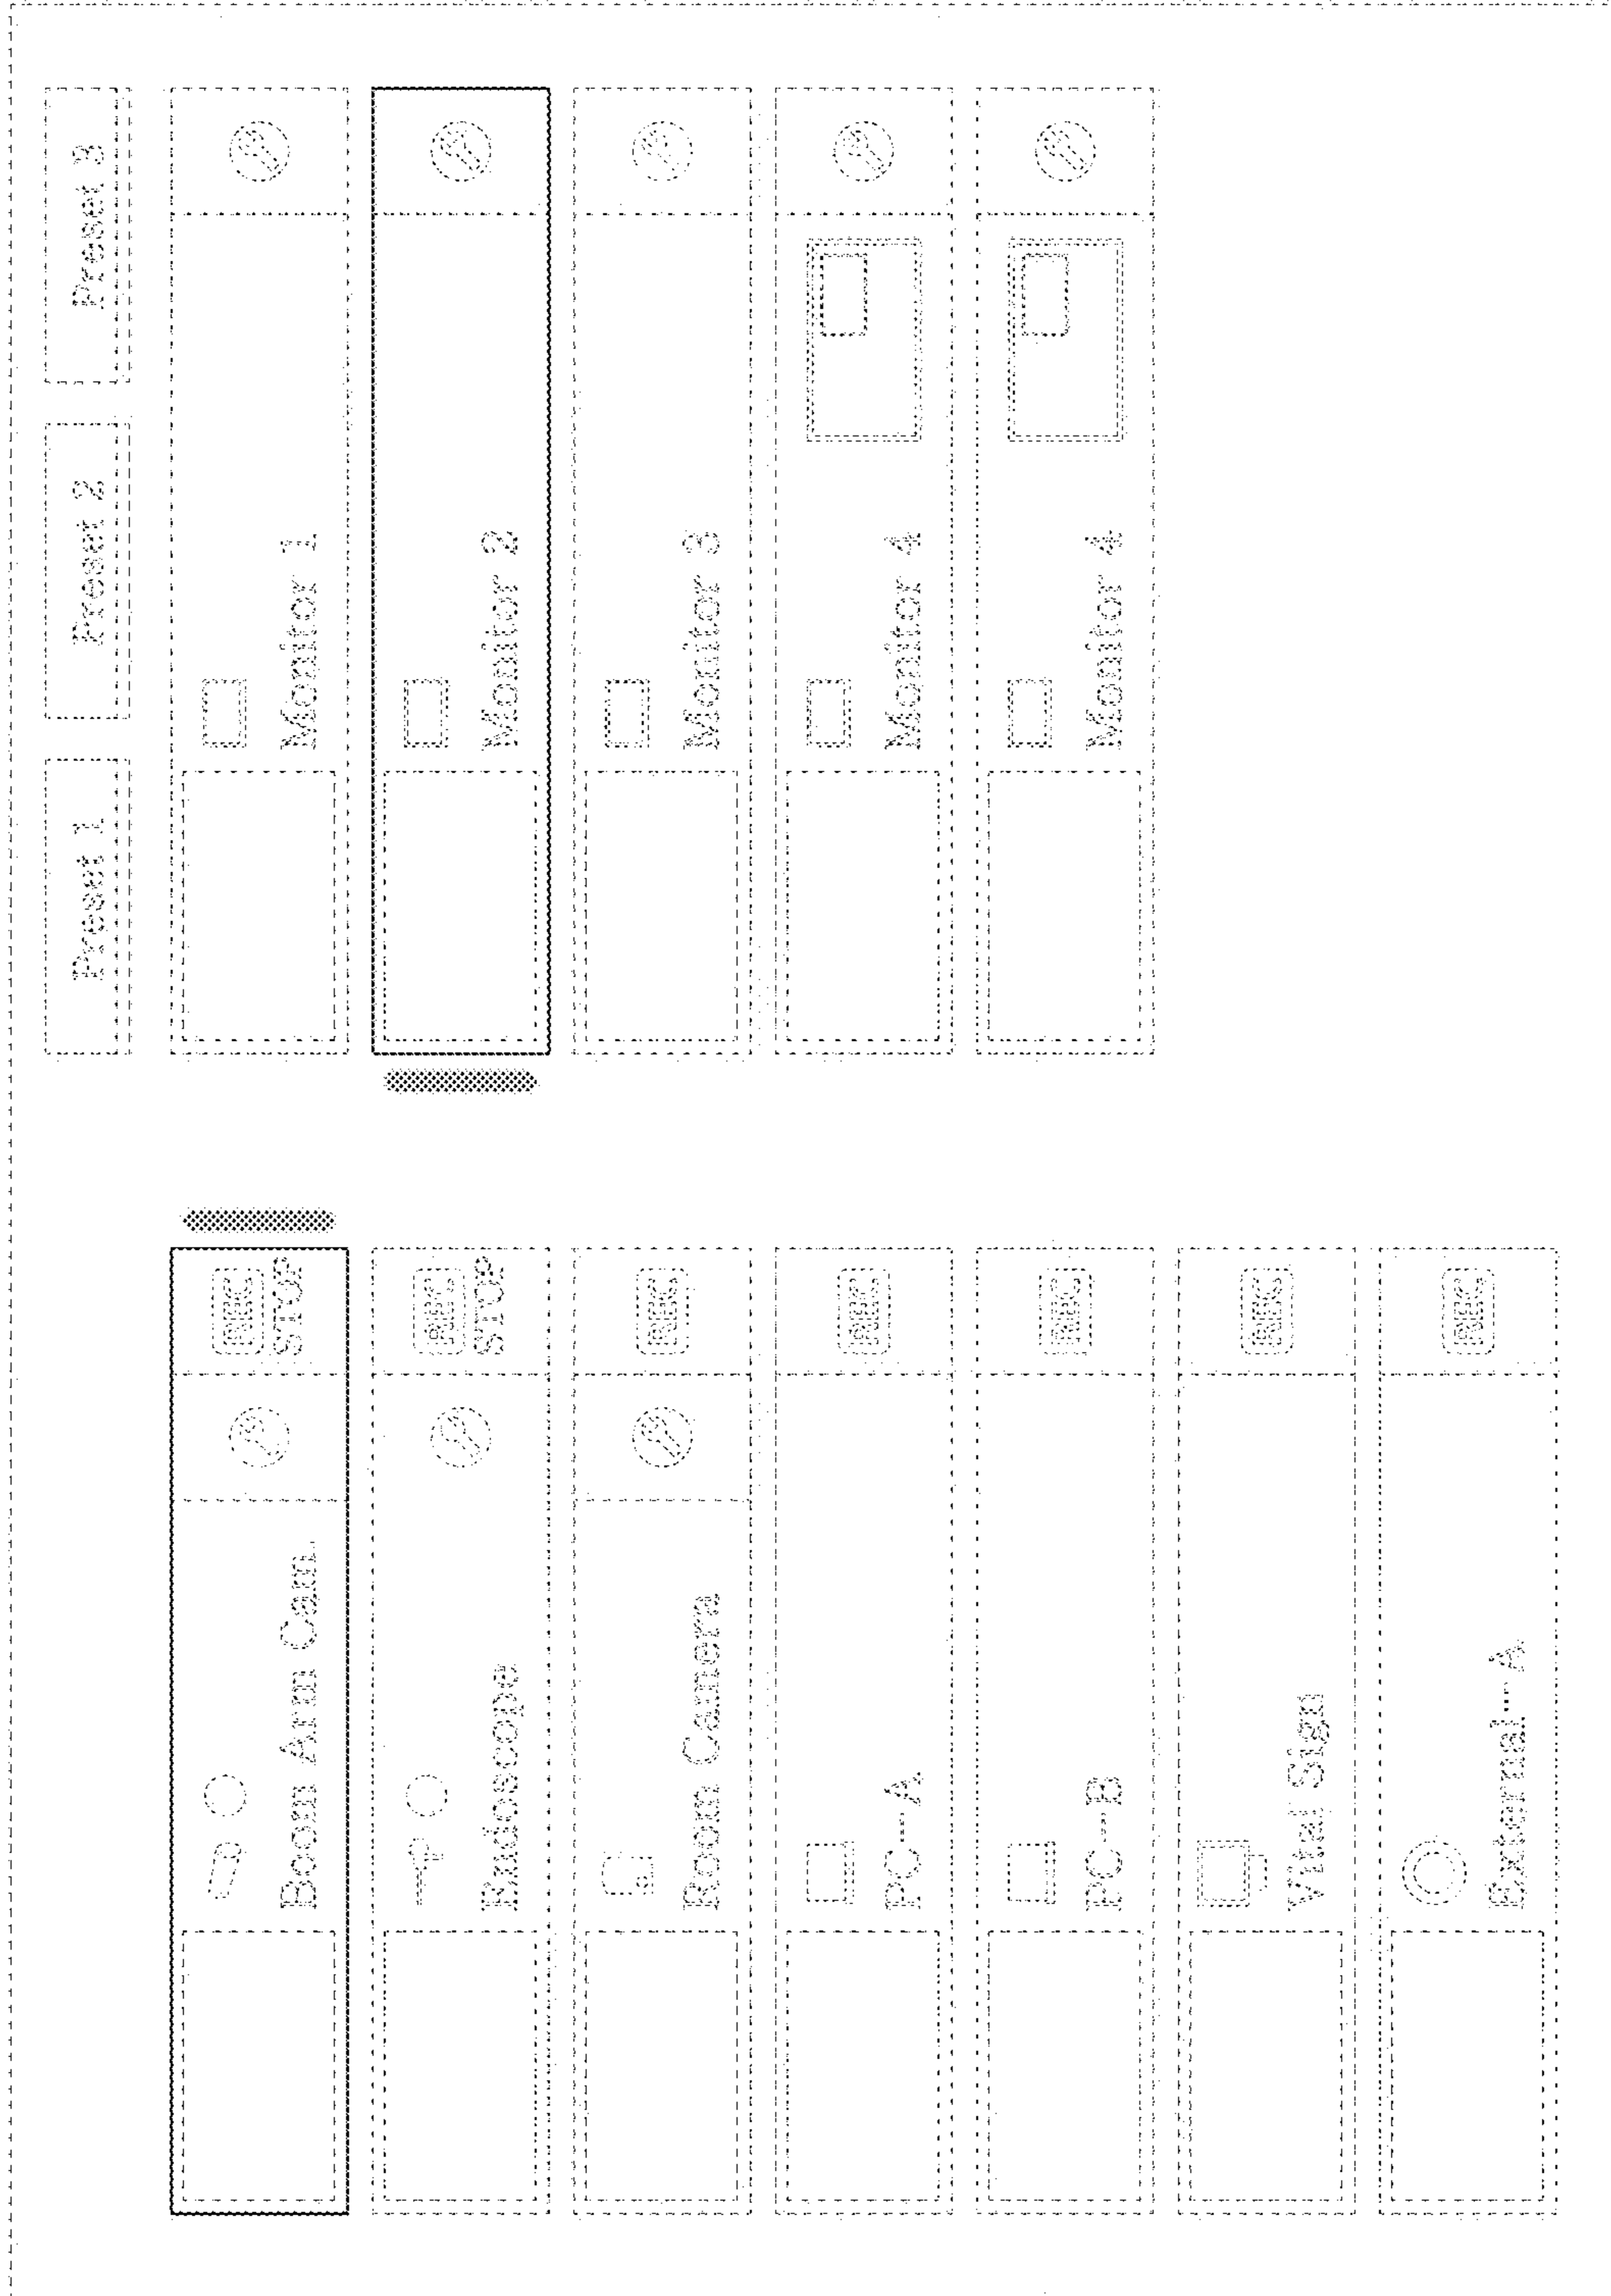 Preset 1
Preset 2
Preset 3
Boom Arm Cam.
REC
STOP
Endoscope
REC
STOP
Room Camera
REC
PC-A
REC
PC-B
REC
Vital Sign
REC
External-A
REC
Monitor 1
Monitor 2
Monitor 3
Monitor 4
Monitor 4